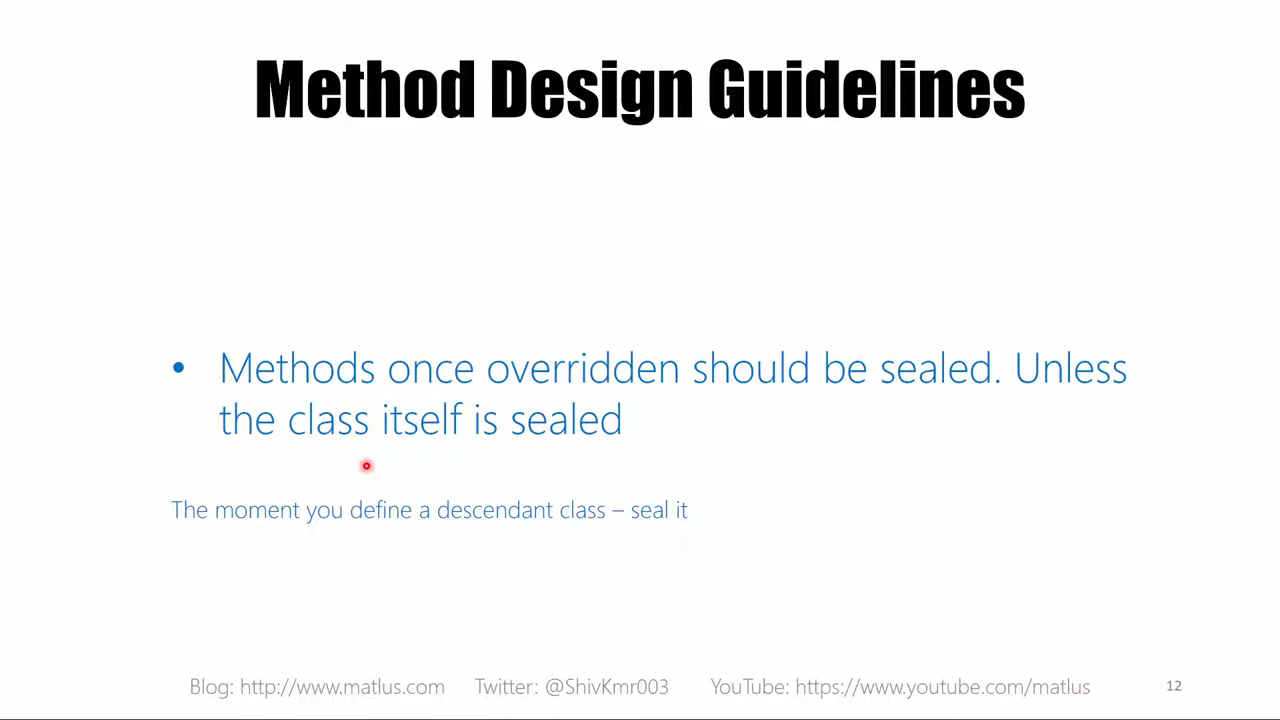 Method Design Guidelines
• Methods once overridden should be sealed. Unless
the class itself is sealed
The moment you define a descendant class – seal it
Blog: http://www.matlus.com Twitter: @ShivKmr003 YouTube: https://www.youtube.com/matlus 12